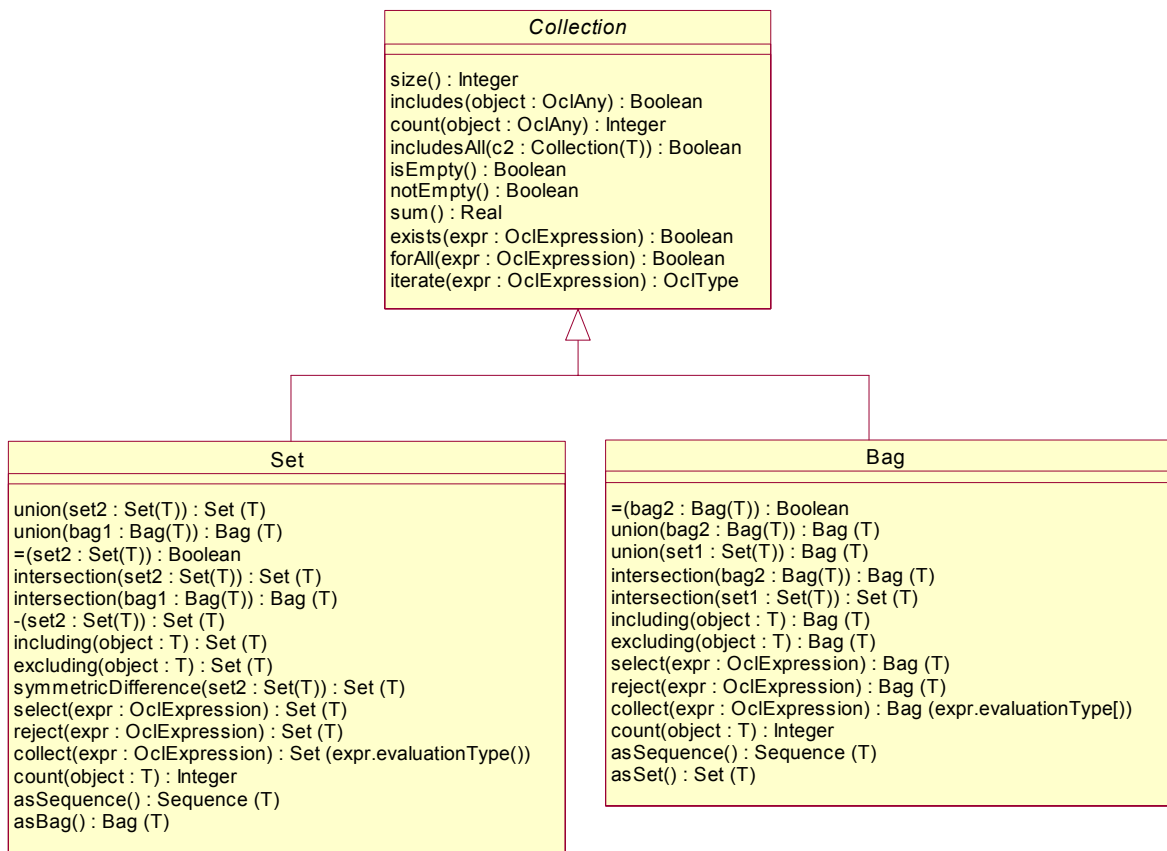 Collection
size() : Integer
includes(object : OclAny) : Boolean
count(object : OclAny) : Integer
includesAll(c2 : Collection(T)) : Boolean
isEmpty() : Boolean
notEmpty() : Boolean
sum() : Real
exists(expr : OclExpression) : Boolean
forAll(expr : OclExpression) : Boolean
iterate(expr : OclExpression) : OclType
Set
union(set2 : Set(T)) : Set (T)
union(bag1 : Bag(T)) : Bag (T)
=(set2 : Set(T)) : Boolean
intersection(set2 : Set(T)) : Set (T)
intersection(bag1 : Bag(T)) : Bag (T)
-(set2 : Set(T)) : Set (T)
including(object : T) : Set (T)
excluding(object : T) : Set (T)
symmetricDifference(set2 : Set(T)) : Set (T)
select(expr : OclExpression) : Set (T)
reject(expr : OclExpression) : Set (T)
collect(expr : OclExpression) : Set (expr.evaluationType())
count(object : T) : Integer
asSequence() : Sequence (T)
asBag() : Bag (T)
Bag
=(bag2 : Bag(T)) : Boolean
union(bag2 : Bag(T)) : Bag (T)
union(set1 : Set(T)) : Bag (T)
intersection(bag2 : Bag(T)) : Bag (T)
intersection(set1 : Set(T)) : Set (T)
including(object : T) : Bag (T)
excluding(object : T) : Bag (T)
select(expr : OclExpression) : Bag (T)
reject(expr : OclExpression) : Bag (T)
collect(expr : OclExpression) : Bag (expr.evaluationType[))
count(object : T) : Integer
asSequence() : Sequence (T)
asSet() : Set (T)